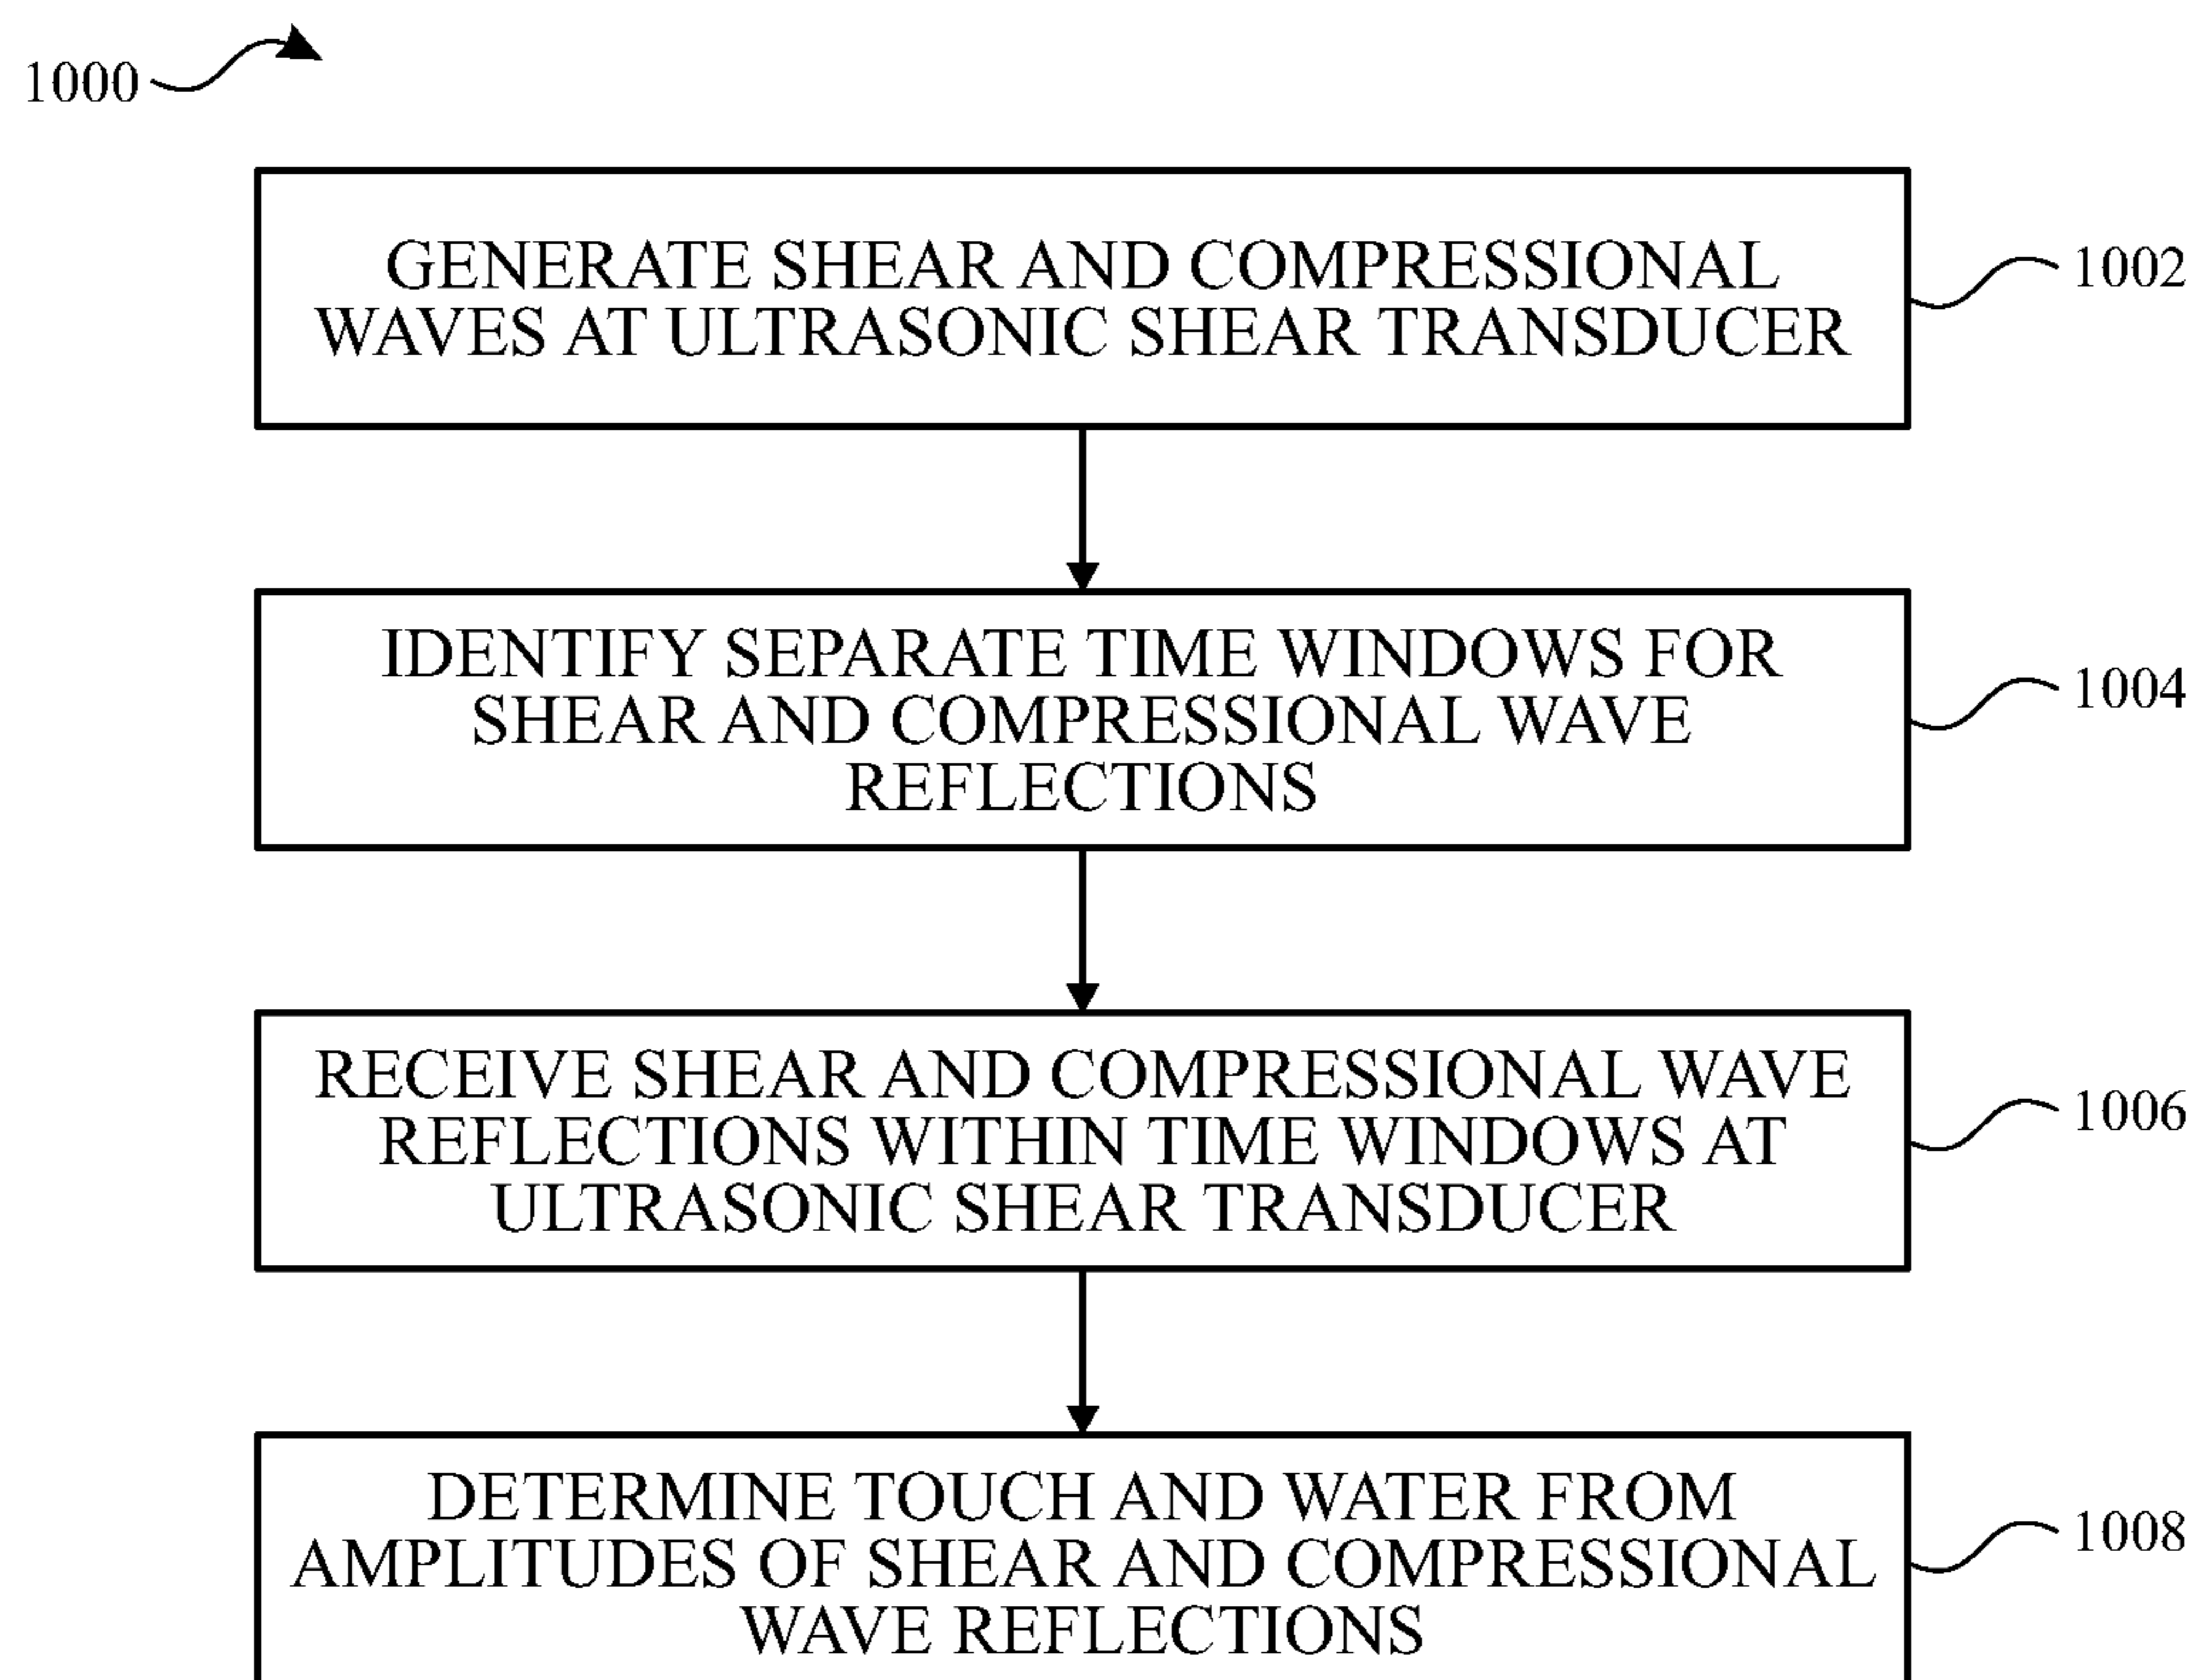 1000
GENERATE SHEAR AND COMPRESSIONAL
WAVES AT ULTRASONIC SHEAR TRANSDUCER
1002
IDENTIFY SEPARATE TIME WINDOWS FOR
SHEAR AND COMPRESSIONAL WAVE
REFLECTIONS
1004
RECEIVE SHEAR AND COMPRESSIONAL WAVE
REFLECTIONS WITHIN TIME WINDOWS AT
ULTRASONIC SHEAR TRANSDUCER
1006
DETERMINE TOUCH AND WATER FROM
AMPLITUDES OF SHEAR AND COMPRESSIONAL
WAVE REFLECTIONS
1008